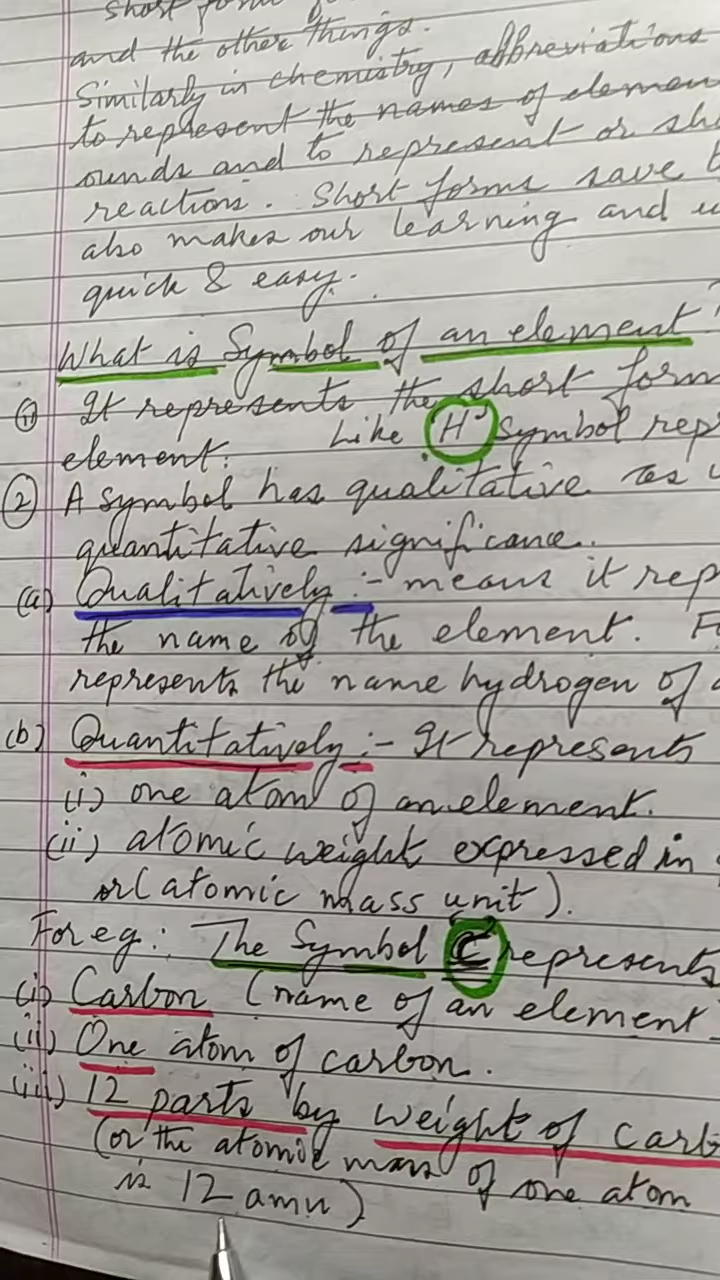 short form
and the other things.
Similarly in chemistry, abbreviations
to represent the names of elemen
ounds and to represent or sh
reactions. Short forms save t
also makes our learning and u
quick & easy.
What is Symbol of an element?
(1) It represents the short form
element. Like 'H' Symbol repr
(2) A symbol has qualitative as w
quantitative significance.
(a) Qualitatively :- means it rep
the name of the element. F
represents the name hydrogen of
(b) Quantitatively :- It represents
(i) one atom of an element.
(ii) atomic weight expressed in
or (atomic mass unit).
For eg: The Symbol C represents
(i) Carbon (name of an element
(ii) One atom of carbon.
(iii) 12 parts by weight of carb
(or the atomic mass of one atom
is 12 amu)